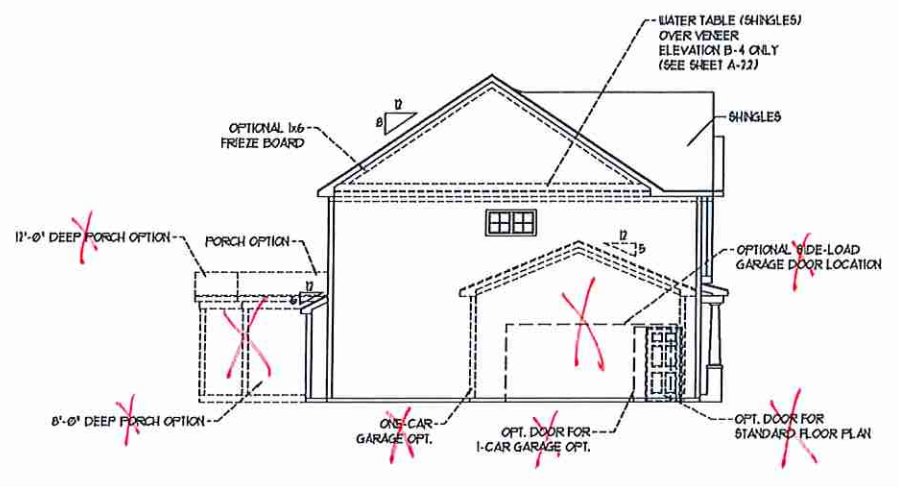 WATER TABLE (SHINGLES)
OVER VENEER
ELEVATION B-4 ONLY
(SEE SHEET A-2.2)
12
8
SHINGLES
OPTIONAL 1x6
FRIEZE BOARD
12'-0" DEEP PORCH OPTION
PORCH OPTION
12
5
OPTIONAL SIDE-LOAD
GARAGE DOOR LOCATION
12
8'-0" DEEP PORCH OPTION
ONE-CAR
GARAGE OPT.
OPT. DOOR FOR
1-CAR GARAGE OPT.
OPT. DOOR FOR
STANDARD FLOOR PLAN